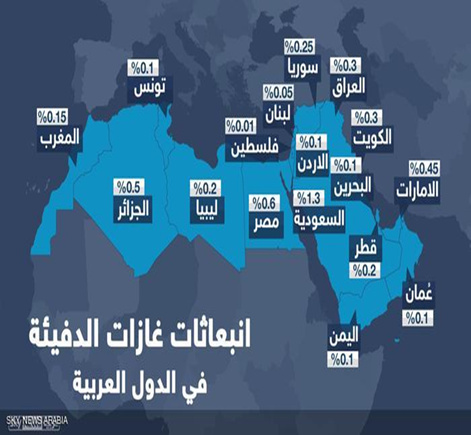 %0.25
سوريا
%0.3
العراق
%0.1
تونس
%0.05
لبنان
%0.15
المغرب
%0.01
فلسطين
%0.3
الكويت
%0.1
الاردن
%0.1
البحرين
%0.45
الامارات
%0.5
الجزائر
%0.2
ليبيا
%0.6
مصر
%1.3
السعودية
قطر
%0.2
عُمان
%0.1
اليمن
%0.1
انبعاثات غازات الدفيئة
في الدول العربية
SKY NEWS ARABIA